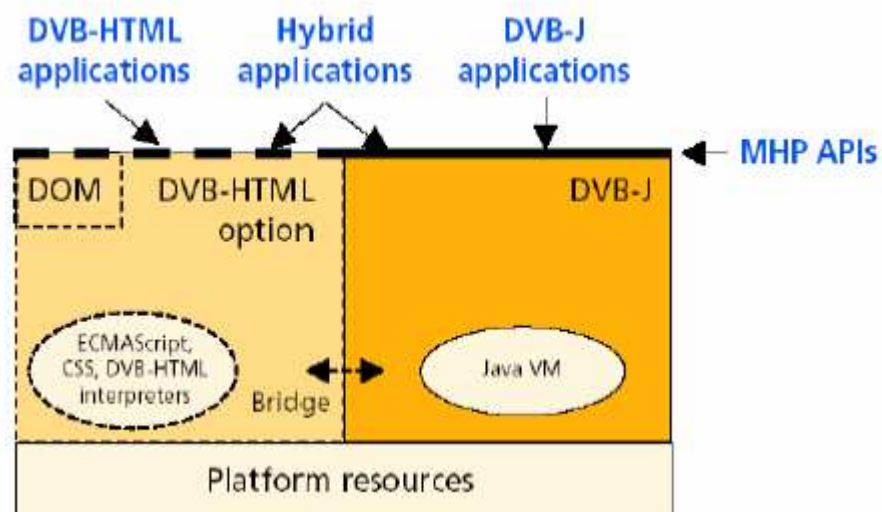 DVB-HTML
applications
Hybrid
applications
DVB-J
applications
MHP APIs
DOM
DVB-HTML
option
DVB-J
ECMAScript,
CSS, DVB-HTML
interpreters
Bridge
Java VM
Platform resources